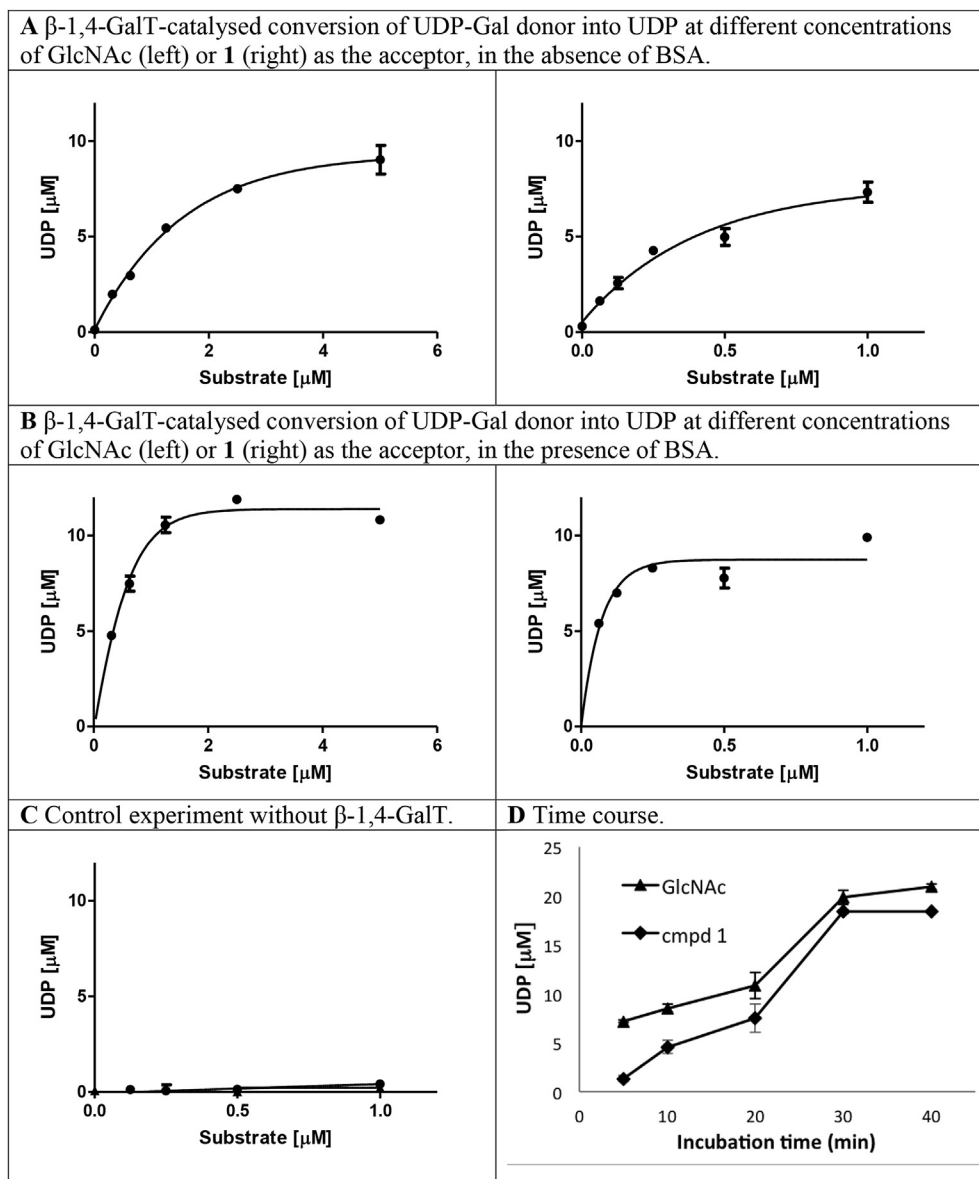 A β-1,4-GalT-catalysed conversion of UDP-Gal donor into UDP at different concentrations
of GlcNAc (left) or 1 (right) as the acceptor, in the absence of BSA.
10
5
0
UDP [μM]
0 2 4 6
Substrate [μM]
10
5
0
UDP [μM]
0.0 0.5 1.0
Substrate [μM]
B β-1,4-GalT-catalysed conversion of UDP-Gal donor into UDP at different concentrations
of GlcNAc (left) or 1 (right) as the acceptor, in the presence of BSA.
10
5
0
UDP [μM]
0 2 4 6
Substrate [μM]
10
5
0
UDP [μM]
0.0 0.5 1.0
Substrate [μM]
C Control experiment without β-1,4-GalT.
10
5
0
UDP [μM]
0.0 0.5 1.0
Substrate [μM]
D Time course.
25
20
15
10
5
0
UDP [μM]
GlcNAc
cmpd 1
0 10 20 30 40
Incubation time (min)